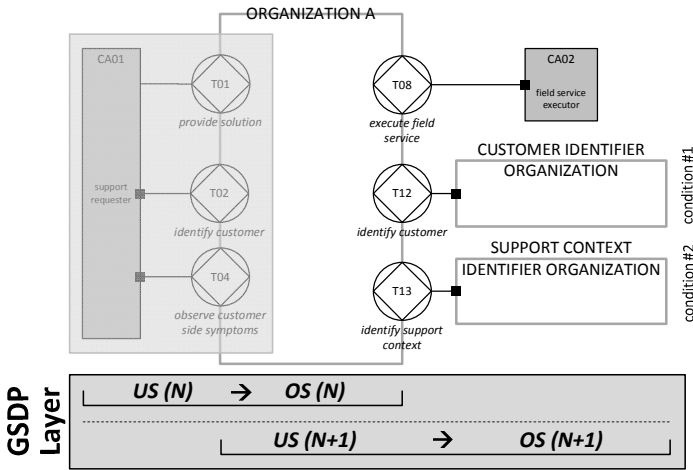 ORGANIZATION A
CA01
support
requester
T01
provide solution
T02
identify customer
T04
observe customer
side symptoms
T08
execute field
service
CA02
field service
executor
T12
identify customer
CUSTOMER IDENTIFIER
ORGANIZATION
condition #1
T13
identify support
context
SUPPORT CONTEXT
IDENTIFIER ORGANIZATION
condition #2
GSDP
Layer
US (N) → OS (N)
US (N+1) → OS (N+1)